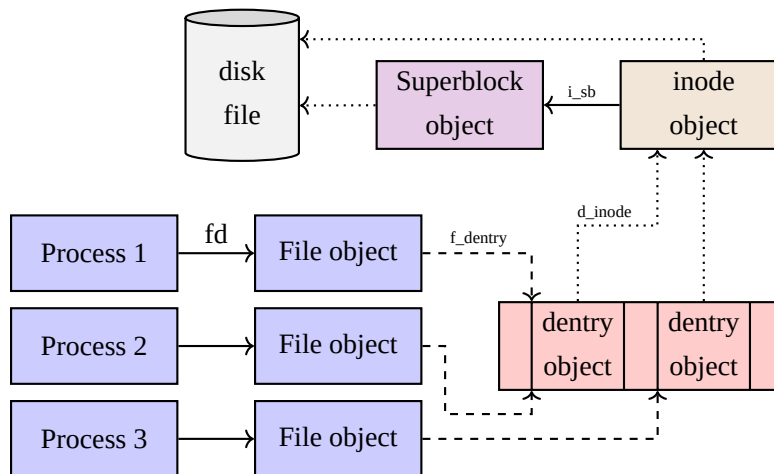 disk
file
Superblock
object
i_sb
inode
object
d_inode
Process 1
fd
File object
f_dentry
Process 2
File object
dentry
object
dentry
object
Process 3
File object